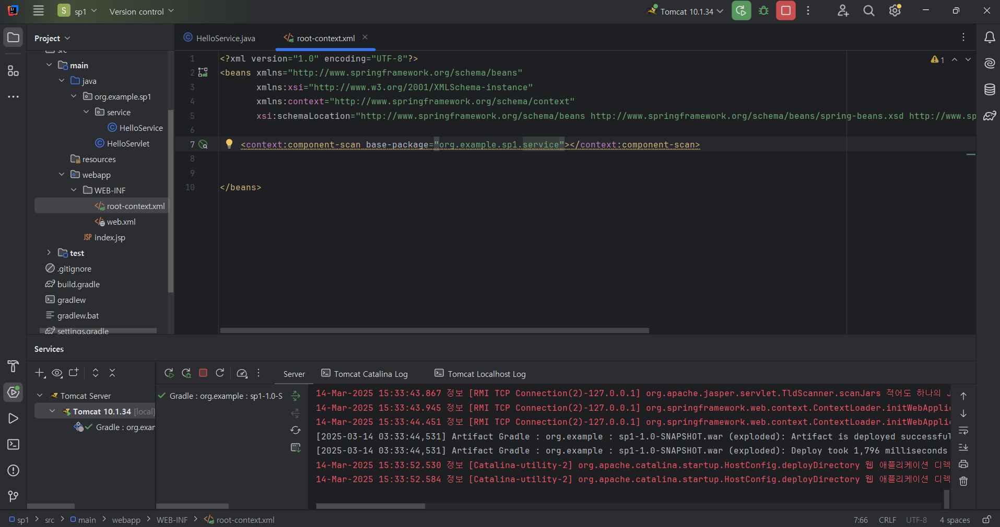 S sp1 Version control Tomcat 10.1.34
Project
src
main
java
org.example.sp1
service
HelloService
HelloServlet
resources
webapp
WEB-INF
root-context.xml
web.xml
JSP index.jsp
test
.gitignore
build.gradle
gradlew
gradlew.bat
settings.gradle
HelloService.java root-context.xml
1 <?xml version="1.0" encoding="UTF-8"?>
2 <beans xmlns="http://www.springframework.org/schema/beans"
3 xmlns:xsi="http://www.w3.org/2001/XMLSchema-instance"
4 xmlns:context="http://www.springframework.org/schema/context"
5 xsi:schemaLocation="http://www.springframework.org/schema/beans http://www.springframework.org/schema/beans/spring-beans.xsd http://www.sp
6
7 <context:component-scan base-package="org.example.sp1.service"></context:component-scan>
8
9
10 </beans>
1
Services
Server Tomcat Catalina Log Tomcat Localhost Log
Tomcat Server
Tomcat 10.1.34 [local]
Gradle : org.exar
Gradle : org.example : sp1-1.0-S
14-Mar-2025 15:33:43.867 정보 [RMI TCP Connection(2)-127.0.0.1] org.apache.jasper.servlet.TldScanner.scanJars 적어도 하나의 J
14-Mar-2025 15:33:43.945 정보 [RMI TCP Connection(2)-127.0.0.1] org.springframework.web.context.ContextLoader.initWebApplic
14-Mar-2025 15:33:44.451 정보 [RMI TCP Connection(2)-127.0.0.1] org.springframework.web.context.ContextLoader.initWebApplic
[2025-03-14 03:33:44,531] Artifact Gradle : org.example : sp1-1.0-SNAPSHOT.war (exploded): Artifact is deployed successful
[2025-03-14 03:33:44,531] Artifact Gradle : org.example : sp1-1.0-SNAPSHOT.war (exploded): Deploy took 1,796 milliseconds
14-Mar-2025 15:33:52.530 정보 [Catalina-utility-2] org.apache.catalina.startup.HostConfig.deployDirectory 웹 애플리케이션 디렉
14-Mar-2025 15:33:52.584 정보 [Catalina-utility-2] org.apache.catalina.startup.HostConfig.deployDirectory 웹 애플리케이션 디렉
sp1 > src > main > webapp > WEB-INF > root-context.xml 7:66 CRLF UTF-8 4 spaces